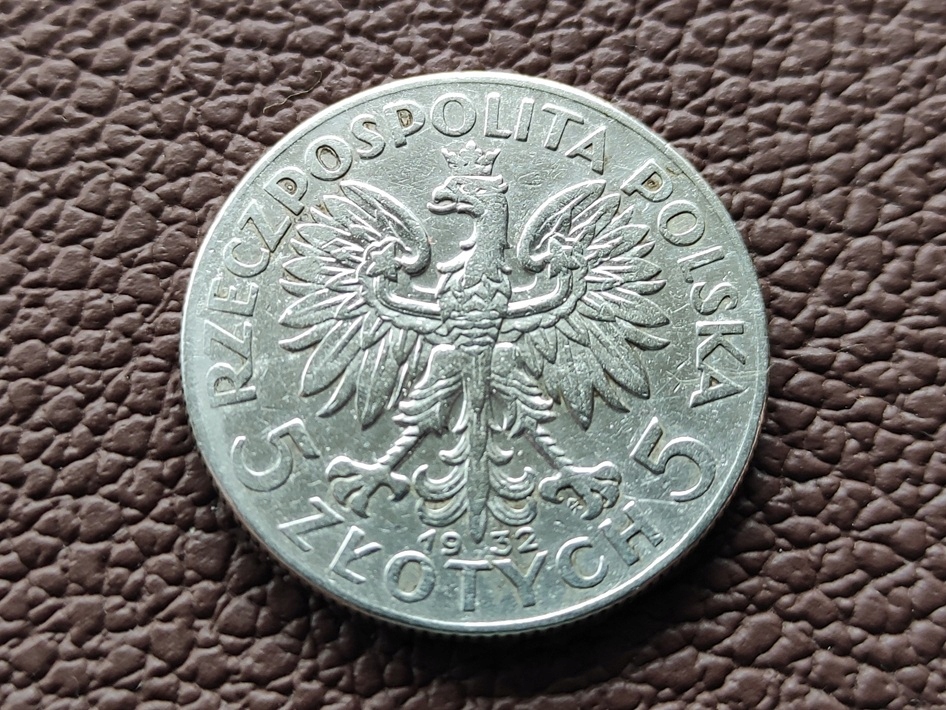 RZECZPOSPOLITA POLSKA
5 ZŁOTYCH 5
1932